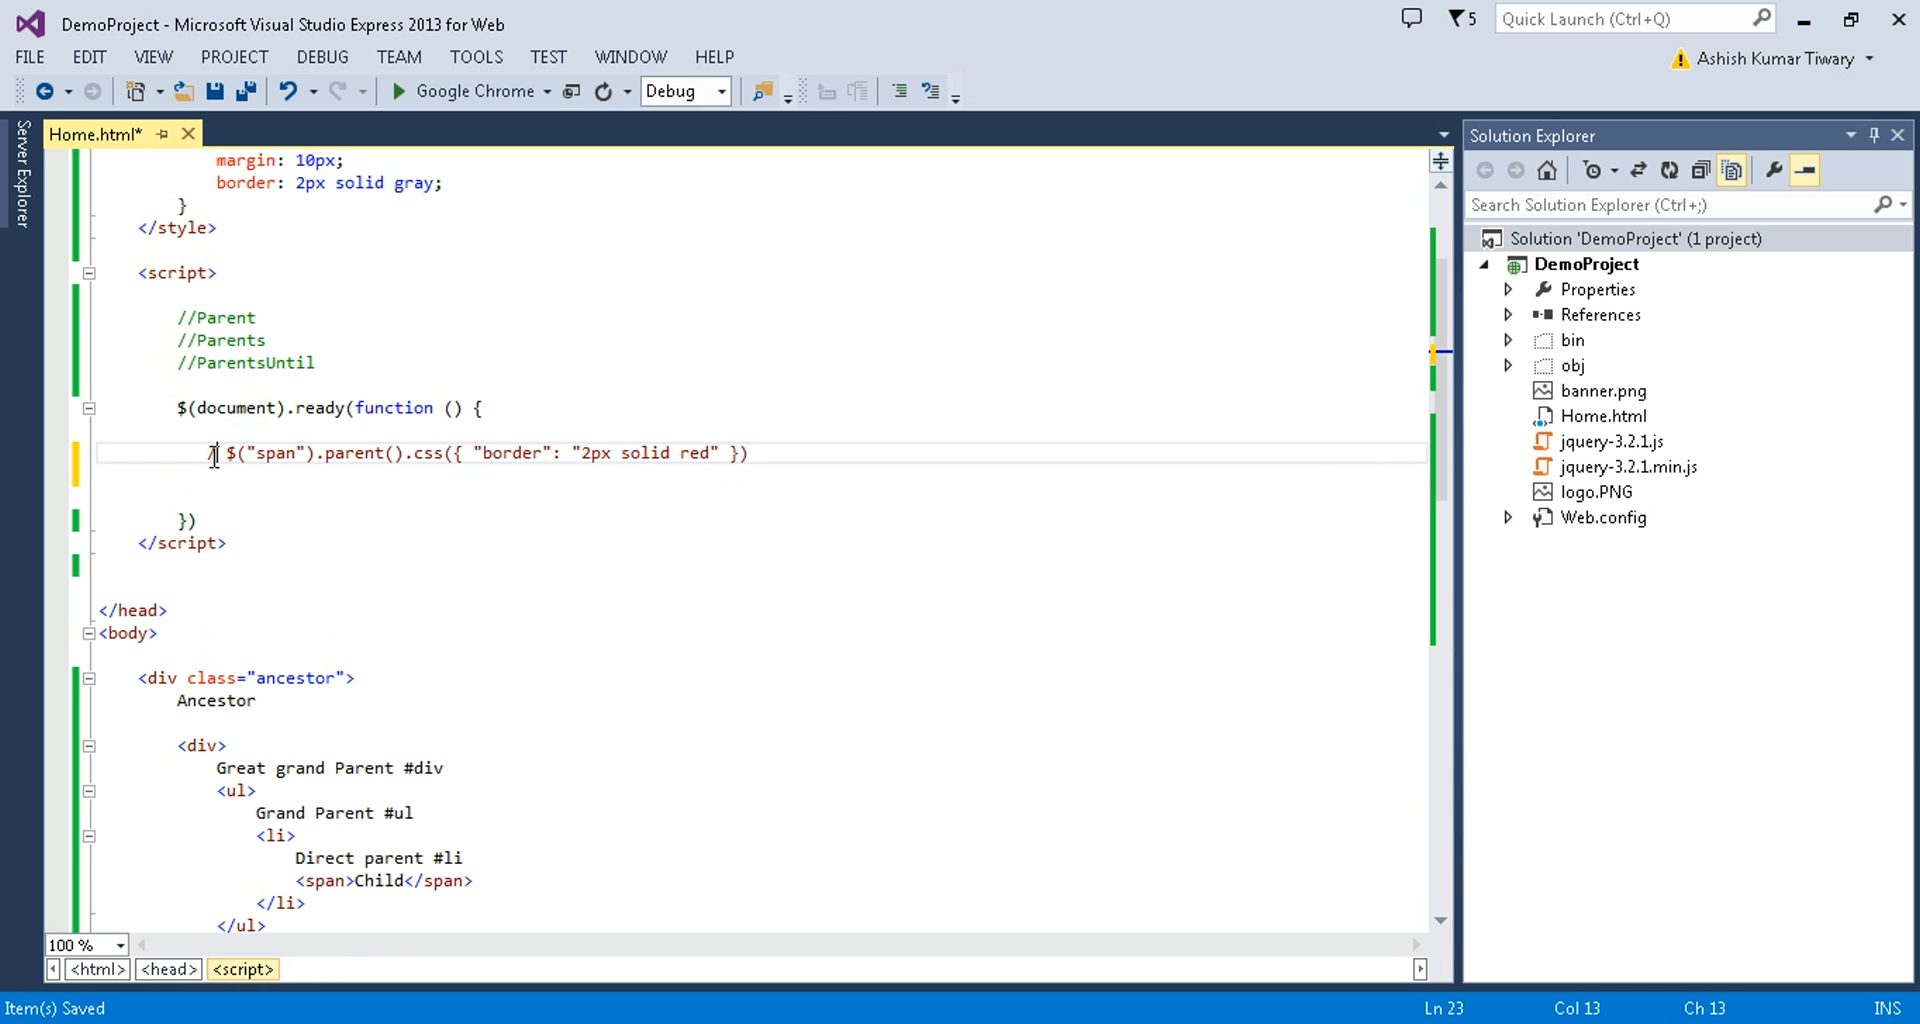 DemoProject - Microsoft Visual Studio Express 2013 for Web
5
Quick Launch (Ctrl+Q)
FILE EDIT VIEW PROJECT DEBUG TEAM TOOLS TEST WINDOW HELP
Ashish Kumar Tiwary
Google Chrome
Debug
Server Explorer
Home.html*
margin: 10px;
border: 2px solid gray;
}
</style>
<script>
//Parent
//Parents
//ParentsUntil
$(document).ready(function () {
/ $("span").parent().css({ "border": "2px solid red" })
})
</script>
</head>
<body>
<div class="ancestor">
Ancestor
<div>
Great grand Parent #div
<ul>
Grand Parent #ul
<li>
Direct parent #li
<span>Child</span>
</li>
</ul>
100 %
<html> <head> <script>
Solution Explorer
Search Solution Explorer (Ctrl+;)
Solution 'DemoProject' (1 project)
DemoProject
Properties
References
bin
obj
banner.png
Home.html
jquery-3.2.1.js
jquery-3.2.1.min.js
logo.PNG
Web.config
Item(s) Saved
Ln 23 Col 13 Ch 13 INS